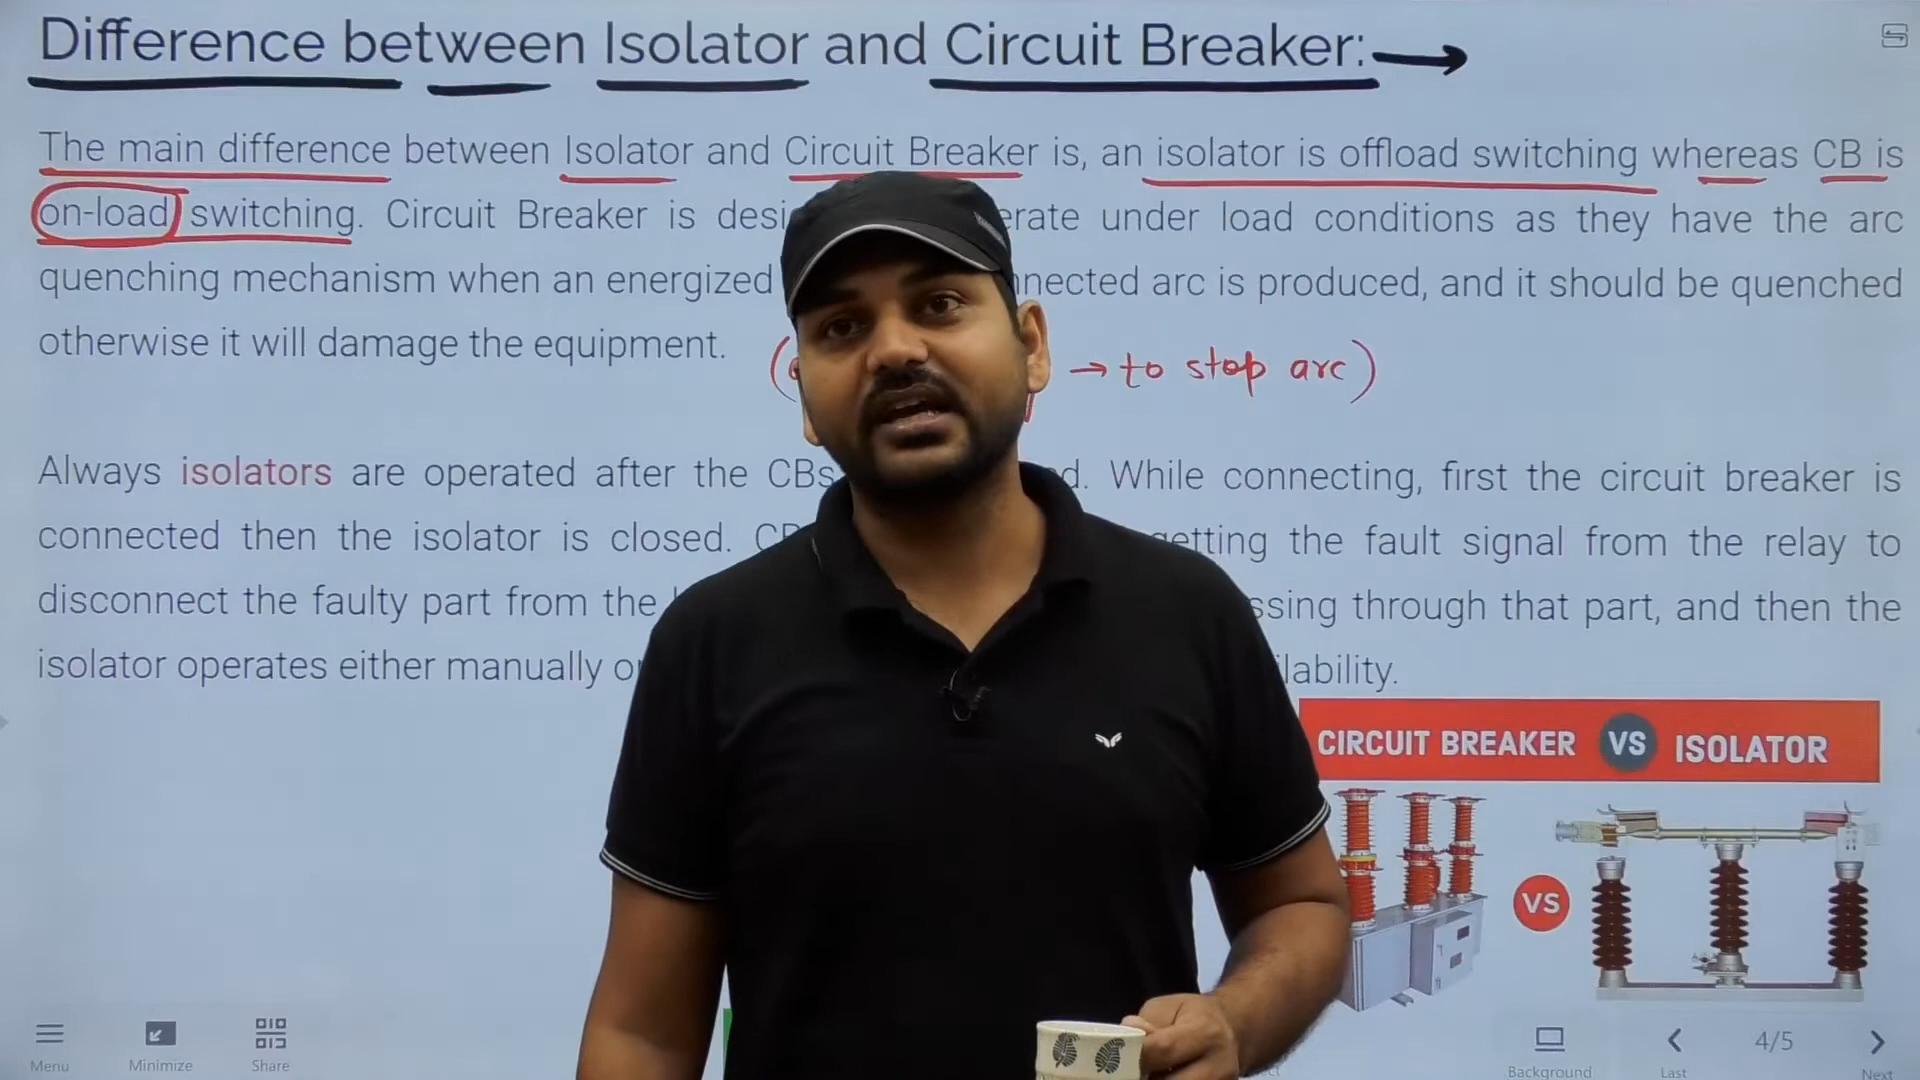 Difference between Isolator and Circuit Breaker:
The main difference between Isolator and Circuit Breaker is, an isolator is offload switching whereas CB is
on-load switching. Circuit Breaker is under load conditions as they have the arc
quenching mechanism when an energized arc is produced, and it should be quenched
otherwise it will damage the equipment.
( → to stop arc )
Always isolators are operated after the CBs While connecting, first the circuit breaker is
connected then the isolator is closed. getting the fault signal from the relay to
disconnect the faulty part from the through that part, and then the
isolator operates either manually
CIRCUIT BREAKER VS ISOLATOR
VS
Menu
Minimize
Share
Background
Last
4/5
Next